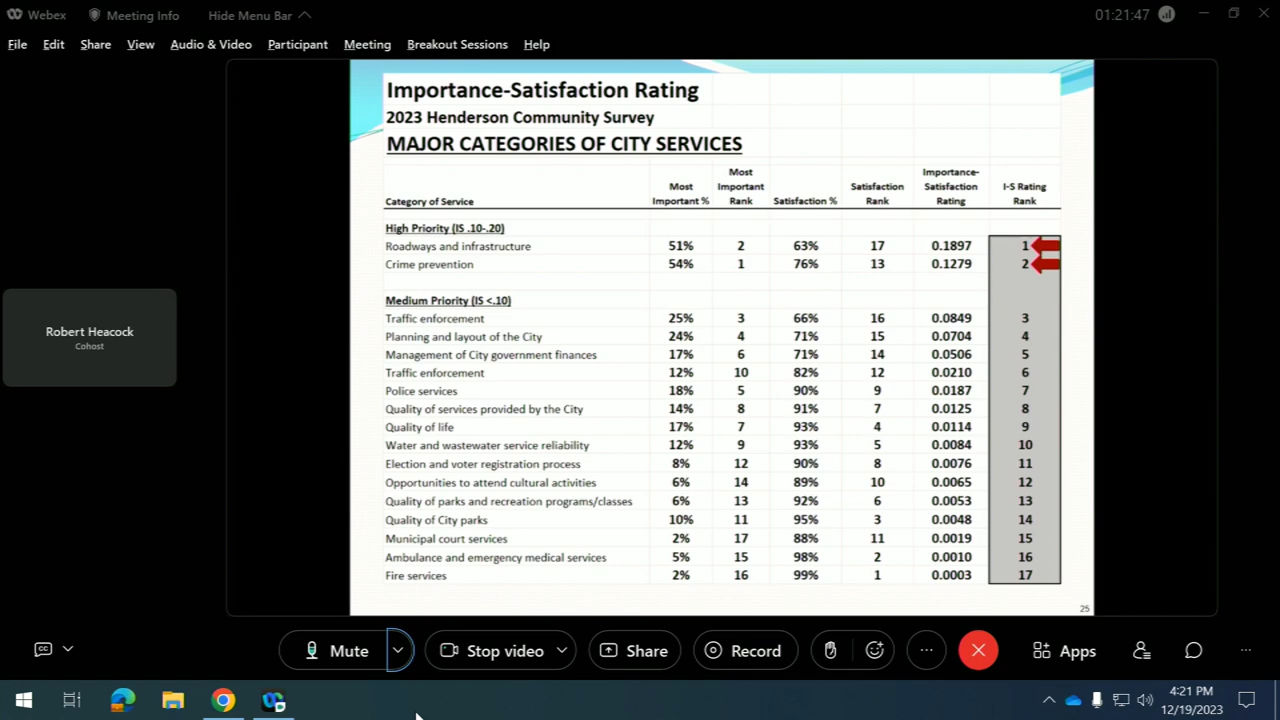 Webex Meeting Info Hide Menu Bar 01:21:47
File Edit Share View Audio & Video Participant Meeting Breakout Sessions Help
Importance-Satisfaction Rating
2023 Henderson Community Survey
MAJOR CATEGORIES OF CITY SERVICES
Category of Service Most Important % Most Important Rank Satisfaction % Satisfaction Rank Importance-Satisfaction Rating I-S Rating Rank
High Priority (IS .10-.20)
Roadways and infrastructure 51% 2 63% 17 0.1897 1
Crime prevention 54% 1 76% 13 0.1279 2
Medium Priority (IS <.10)
Traffic enforcement 25% 3 66% 16 0.0849 3
Planning and layout of the City 24% 4 71% 15 0.0704 4
Management of City government finances 17% 6 71% 14 0.0506 5
Traffic enforcement 12% 10 82% 12 0.0210 6
Police services 18% 5 90% 9 0.0187 7
Quality of services provided by the City 14% 8 91% 7 0.0125 8
Quality of life 17% 7 93% 4 0.0114 9
Water and wastewater service reliability 12% 9 93% 5 0.0084 10
Election and voter registration process 8% 12 90% 8 0.0076 11
Opportunities to attend cultural activities 6% 14 89% 10 0.0065 12
Quality of parks and recreation programs/classes 6% 13 92% 6 0.0053 13
Quality of City parks 10% 11 95% 3 0.0048 14
Municipal court services 2% 17 88% 11 0.0019 15
Ambulance and emergency medical services 5% 15 98% 2 0.0010 16
Fire services 2% 16 99% 1 0.0003 17
25
Robert Heacock
Cohost
CC Mute Stop video Share Record Apps
4:21 PM
12/19/2023